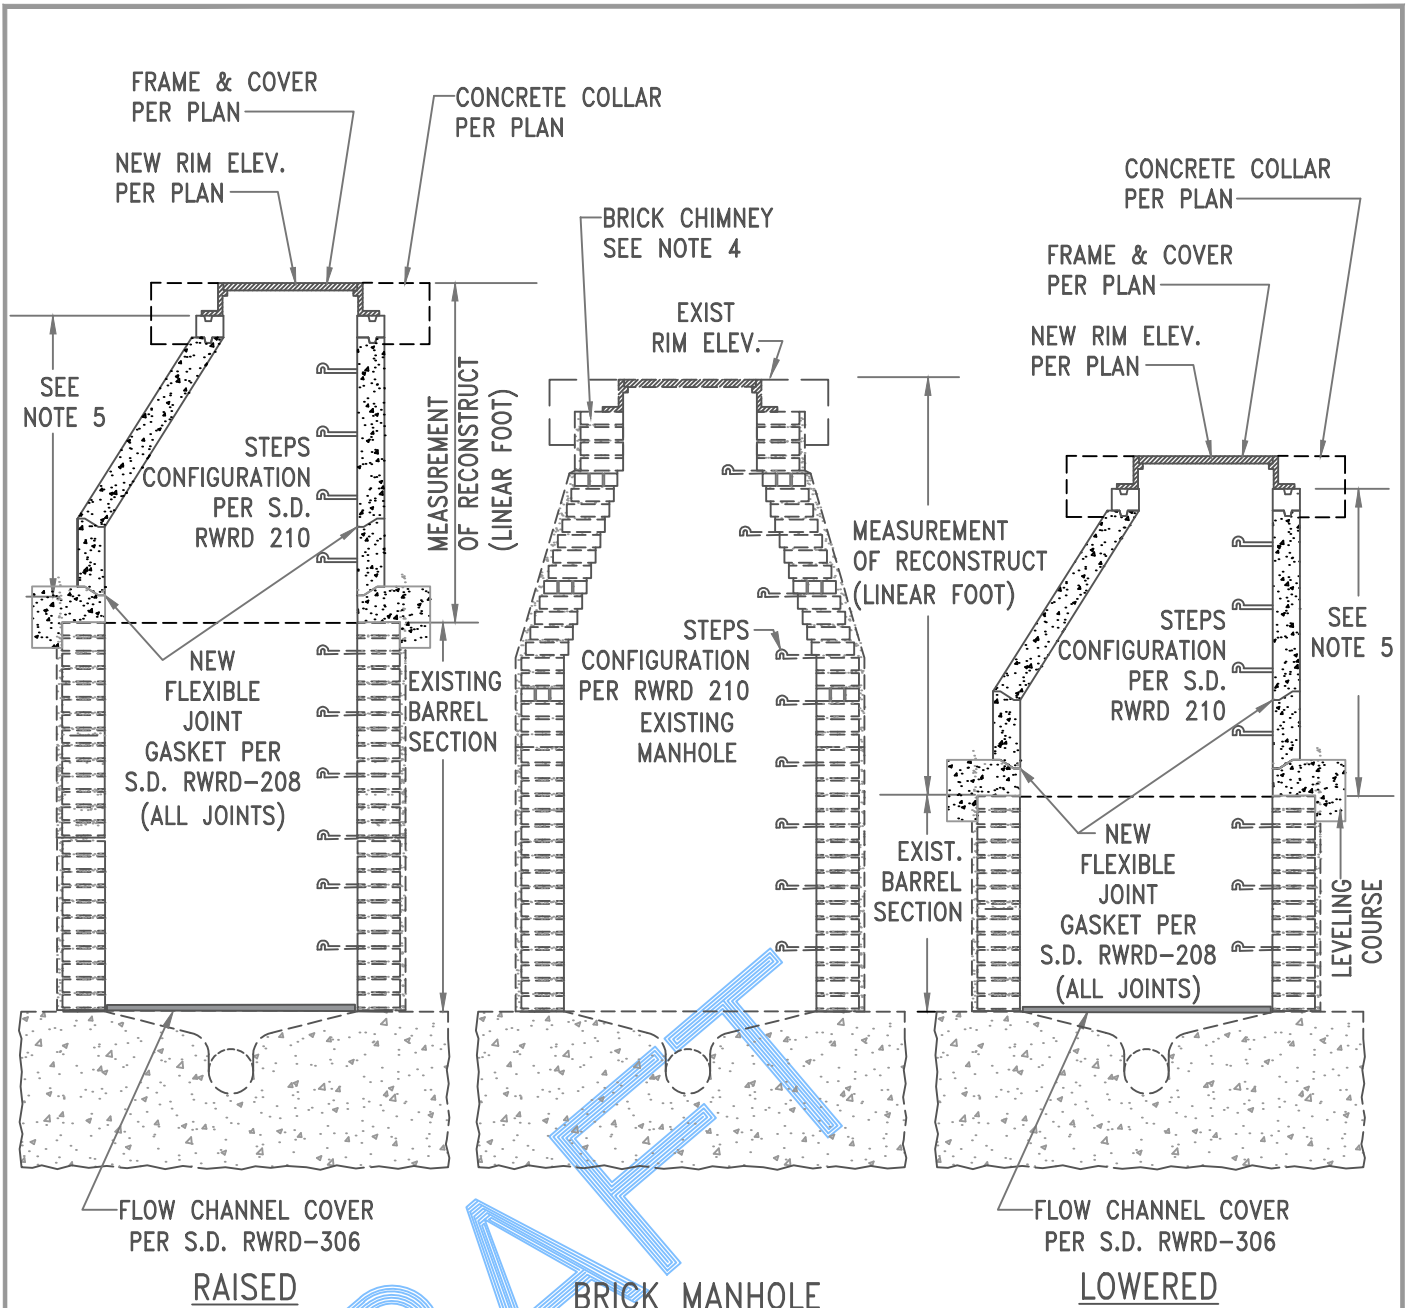 FRAME & COVER
PER PLAN
CONCRETE COLLAR
PER PLAN
NEW RIM ELEV.
PER PLAN
SEE
NOTE 5
STEPS
CONFIGURATION
PER S.D.
RWRD 210
MEASUREMENT
OF RECONSTRUCT
(LINEAR FOOT)
NEW
FLEXIBLE
JOINT
GASKET PER
S.D. RWRD-208
(ALL JOINTS)
EXISTING
BARREL
SECTION
FLOW CHANNEL COVER
PER S.D. RWRD-306
RAISED
BRICK CHIMNEY
SEE NOTE 4
EXIST
RIM ELEV.
MEASUREMENT
OF RECONSTRUCT
(LINEAR FOOT)
STEPS
CONFIGURATION
PER RWRD 210
EXISTING
MANHOLE
EXIST.
BARREL
SECTION
BRICK MANHOLE
CONCRETE COLLAR
PER PLAN
FRAME & COVER
PER PLAN
NEW RIM ELEV.
PER PLAN
STEPS
CONFIGURATION
PER S.D.
RWRD 210
SEE
NOTE 5
NEW
FLEXIBLE
JOINT
GASKET PER
S.D. RWRD-208
(ALL JOINTS)
LEVELING
COURSE
FLOW CHANNEL COVER
PER S.D. RWRD-306
LOWERED